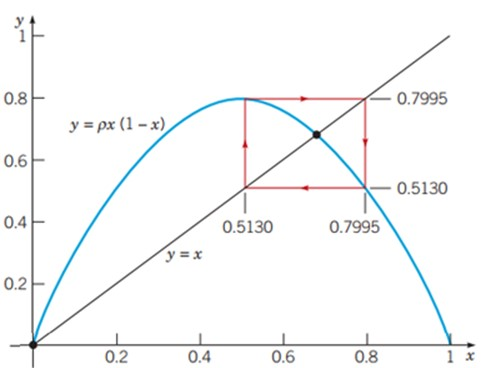 y
1
0.8
y = ρx (1 – x)
0.7995
0.6
0.5130
0.4
0.5130 0.7995
y = x
0.2
0.2 0.4 0.6 0.8 1 x